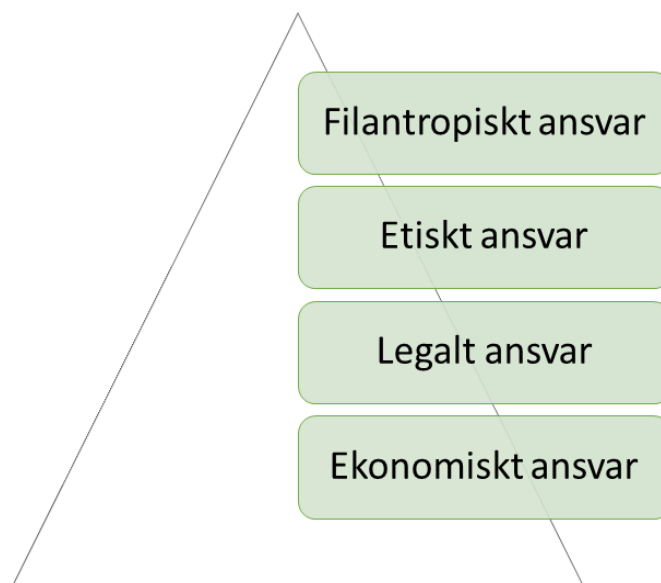 Filantropiskt ansvar
Etiskt ansvar
Legalt ansvar
Ekonomiskt ansvar